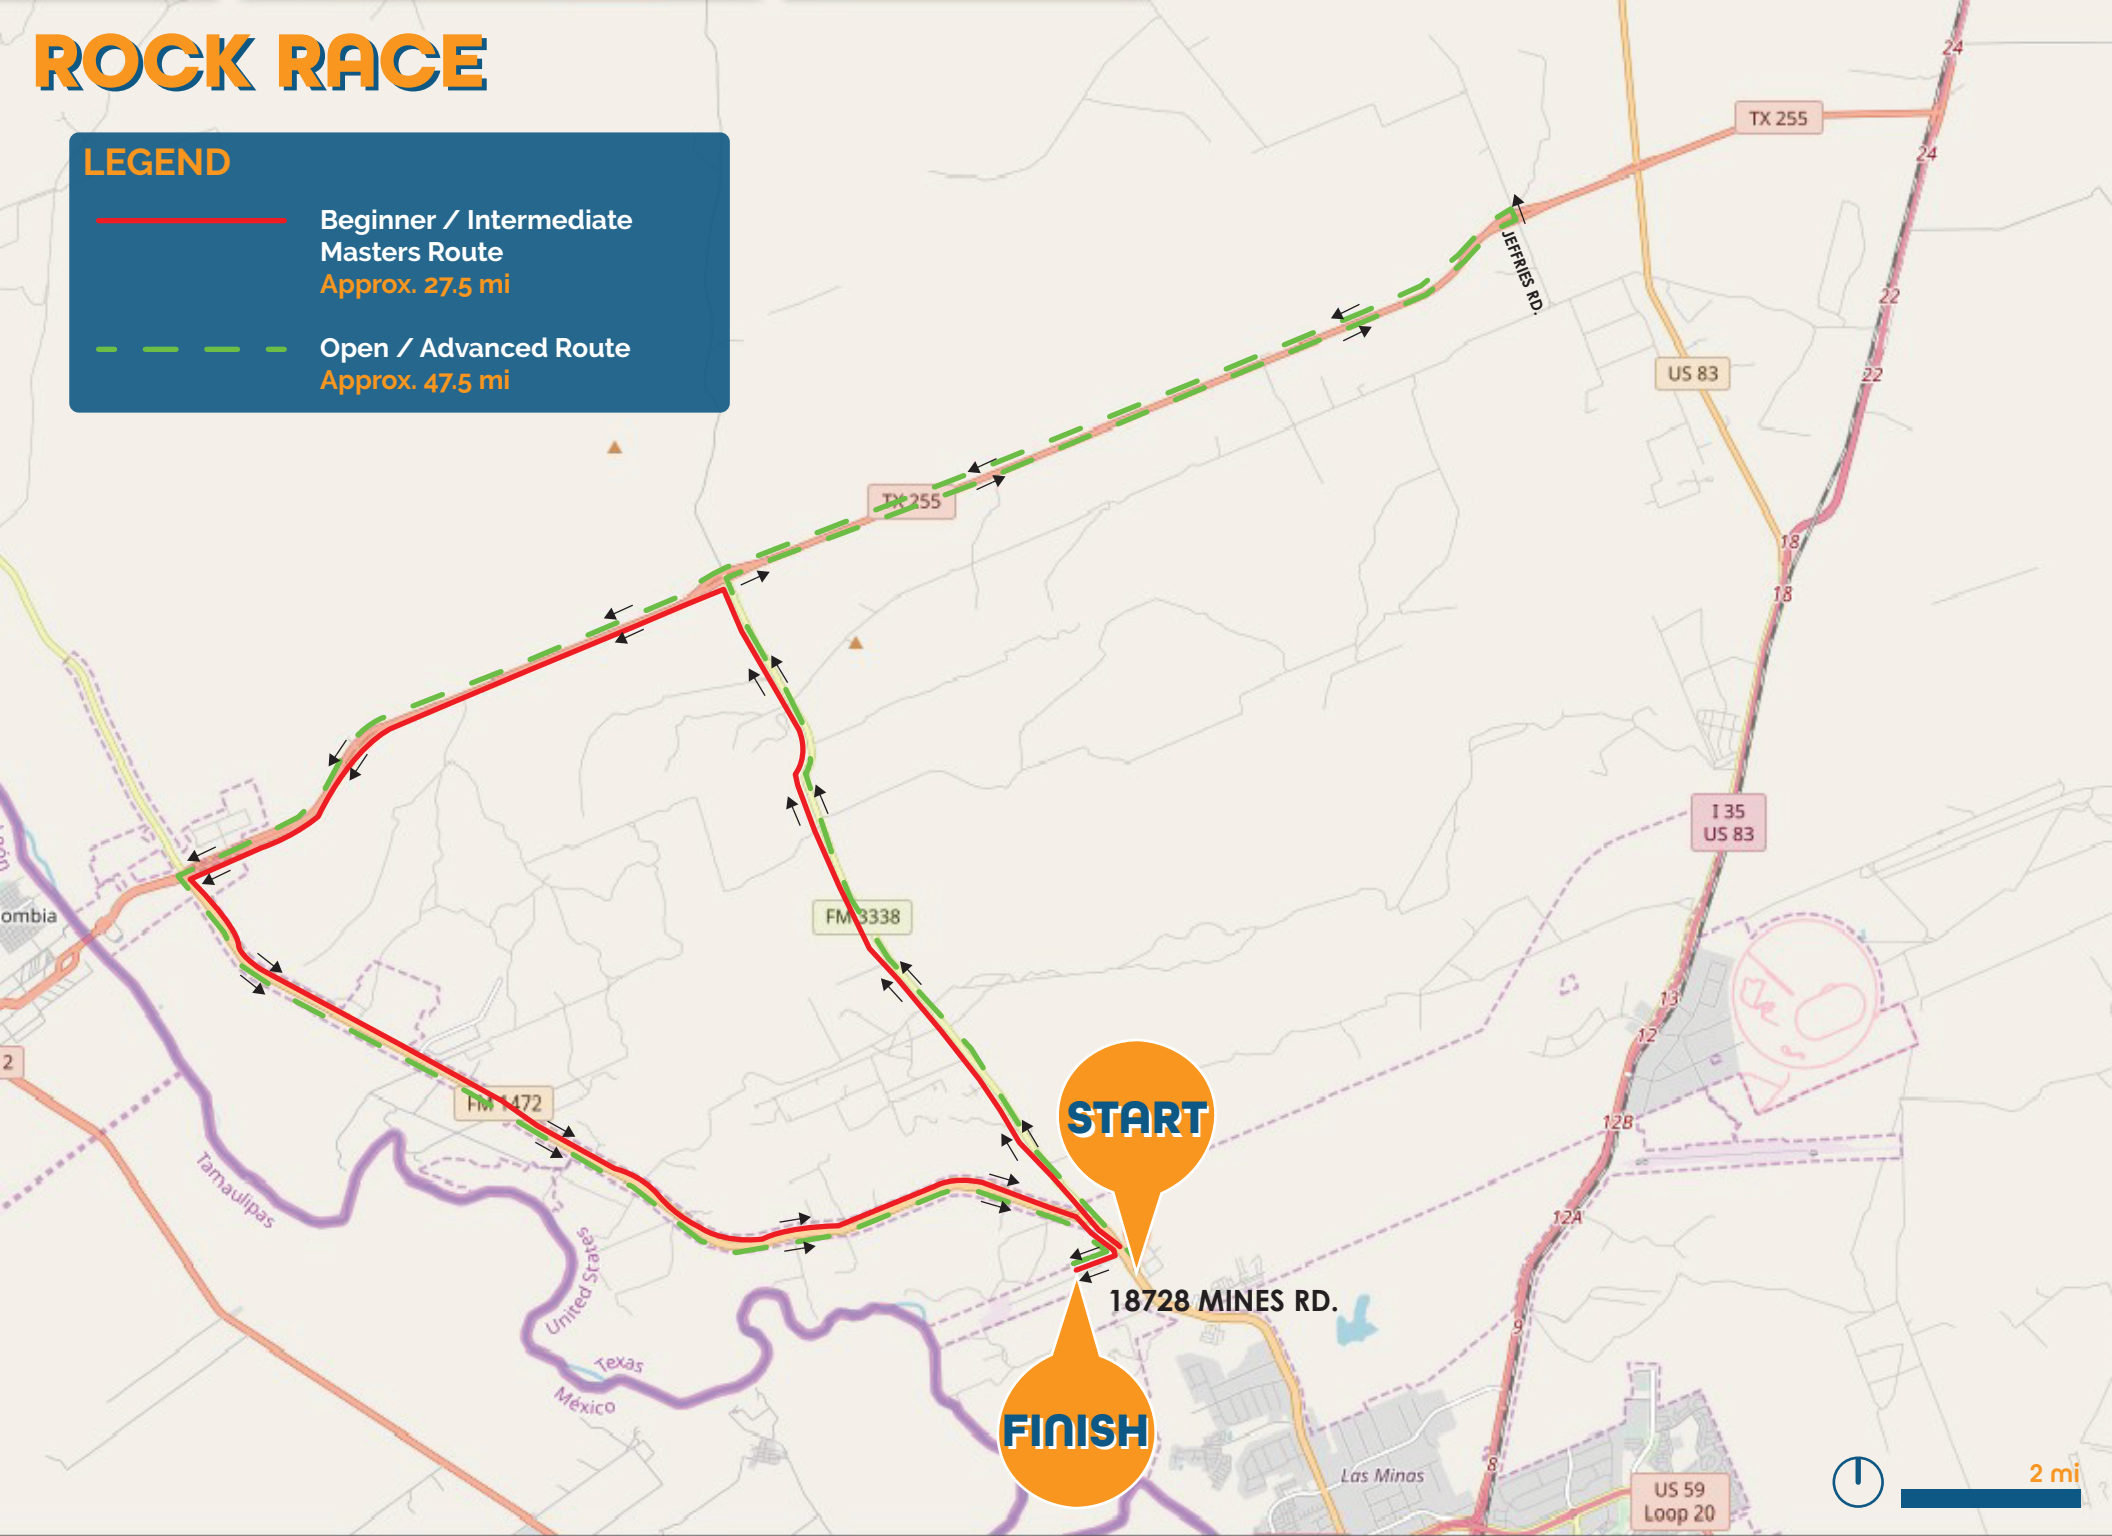 ROCK RACE
LEGEND
Beginner / Intermediate
Masters Route
Approx. 27.5 mi
Open / Advanced Route
Approx. 47.5 mi
24
TX 255
24
JEFFRIES RD.
22
US 83
22
TX 255
18
18
I 35
US 83
ombia
FM 3338
13
12
2
FM 1472
START
12B
Tamaulipas
12A
United States
18728 MINES RD.
9
Texas
México
FINISH
8
Las Minas
2 mi
US 59
Loop 20